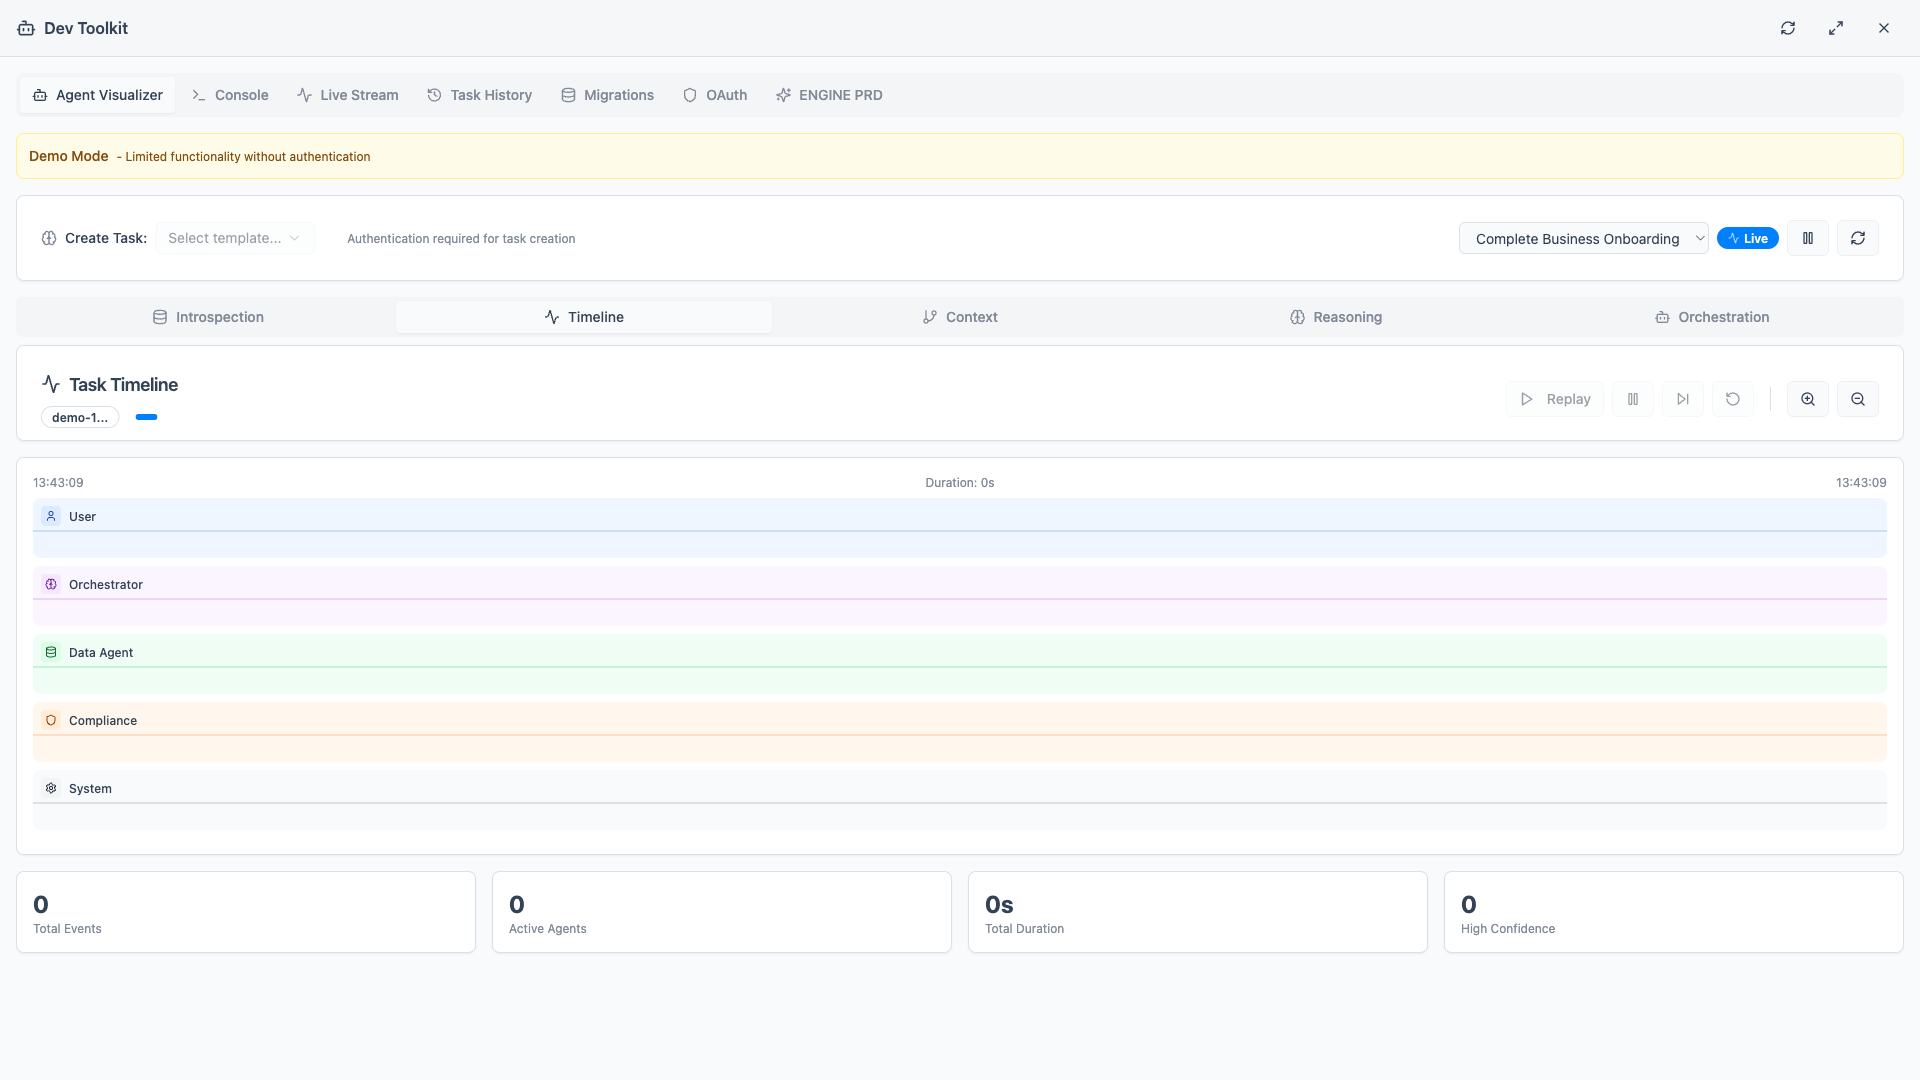 Dev Toolkit
Agent Visualizer
Console
Live Stream
Task History
Migrations
OAuth
ENGINE PRD
Demo Mode - Limited functionality without authentication
Create Task:
Select template...
Authentication required for task creation
Complete Business Onboarding
Live
Introspection
Timeline
Context
Reasoning
Orchestration
Task Timeline
demo-1...
Replay
13:43:09
Duration: 0s
13:43:09
User
Orchestrator
Data Agent
Compliance
System
0
Total Events
0
Active Agents
0s
Total Duration
0
High Confidence